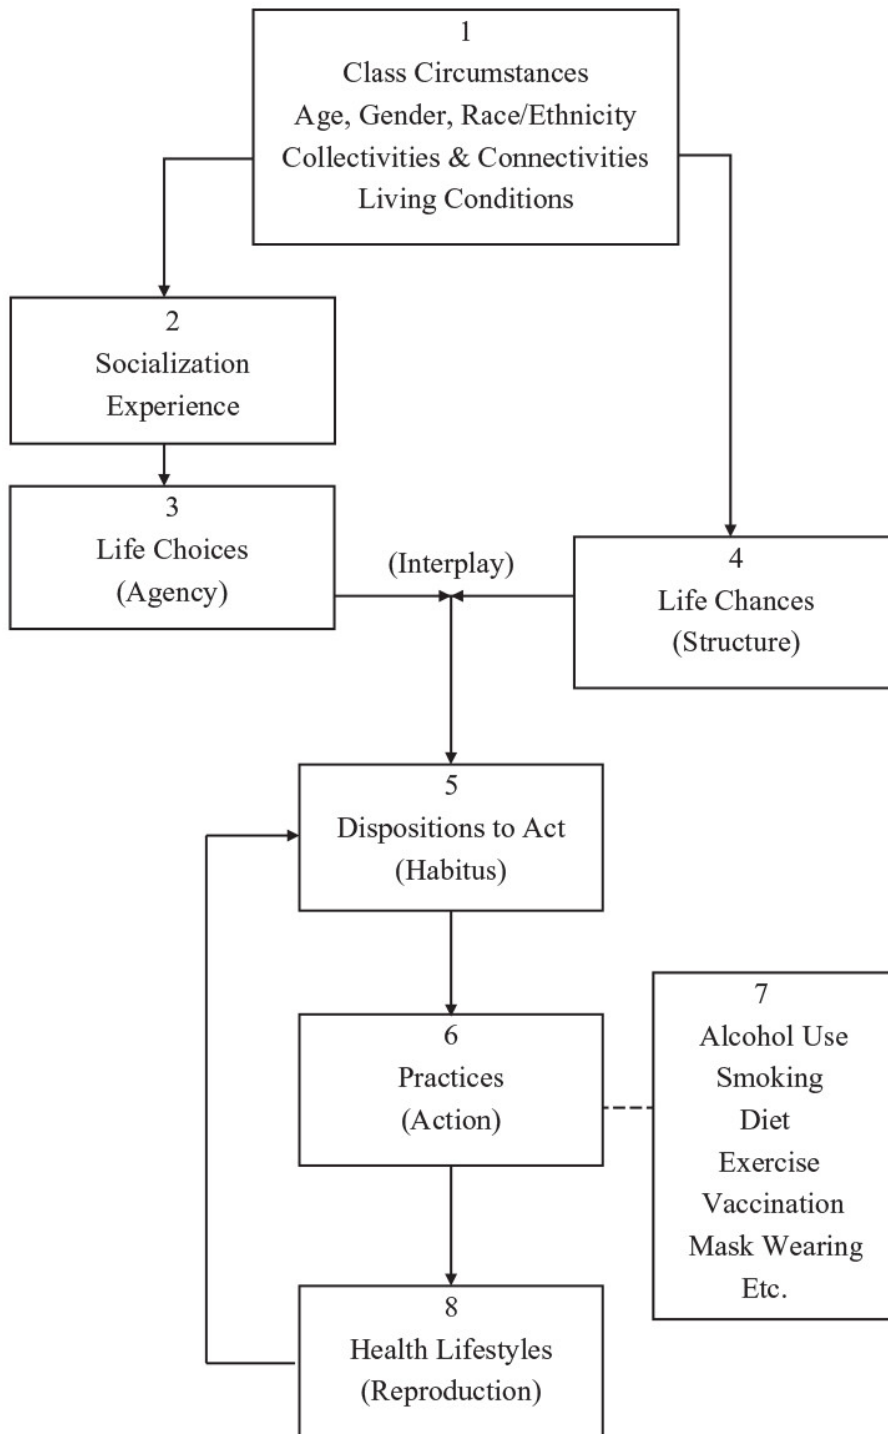 1
Class Circumstances
Age, Gender, Race/Ethnicity
Collectivities & Connectivities
Living Conditions
2
Socialization
Experience
3
Life Choices
(Agency)
(Interplay)
4
Life Chances
(Structure)
5
Dispositions to Act
(Habitus)
6
Practices
(Action)
7
Alcohol Use
Smoking
Diet
Exercise
Vaccination
Mask Wearing
Etc.
8
Health Lifestyles
(Reproduction)